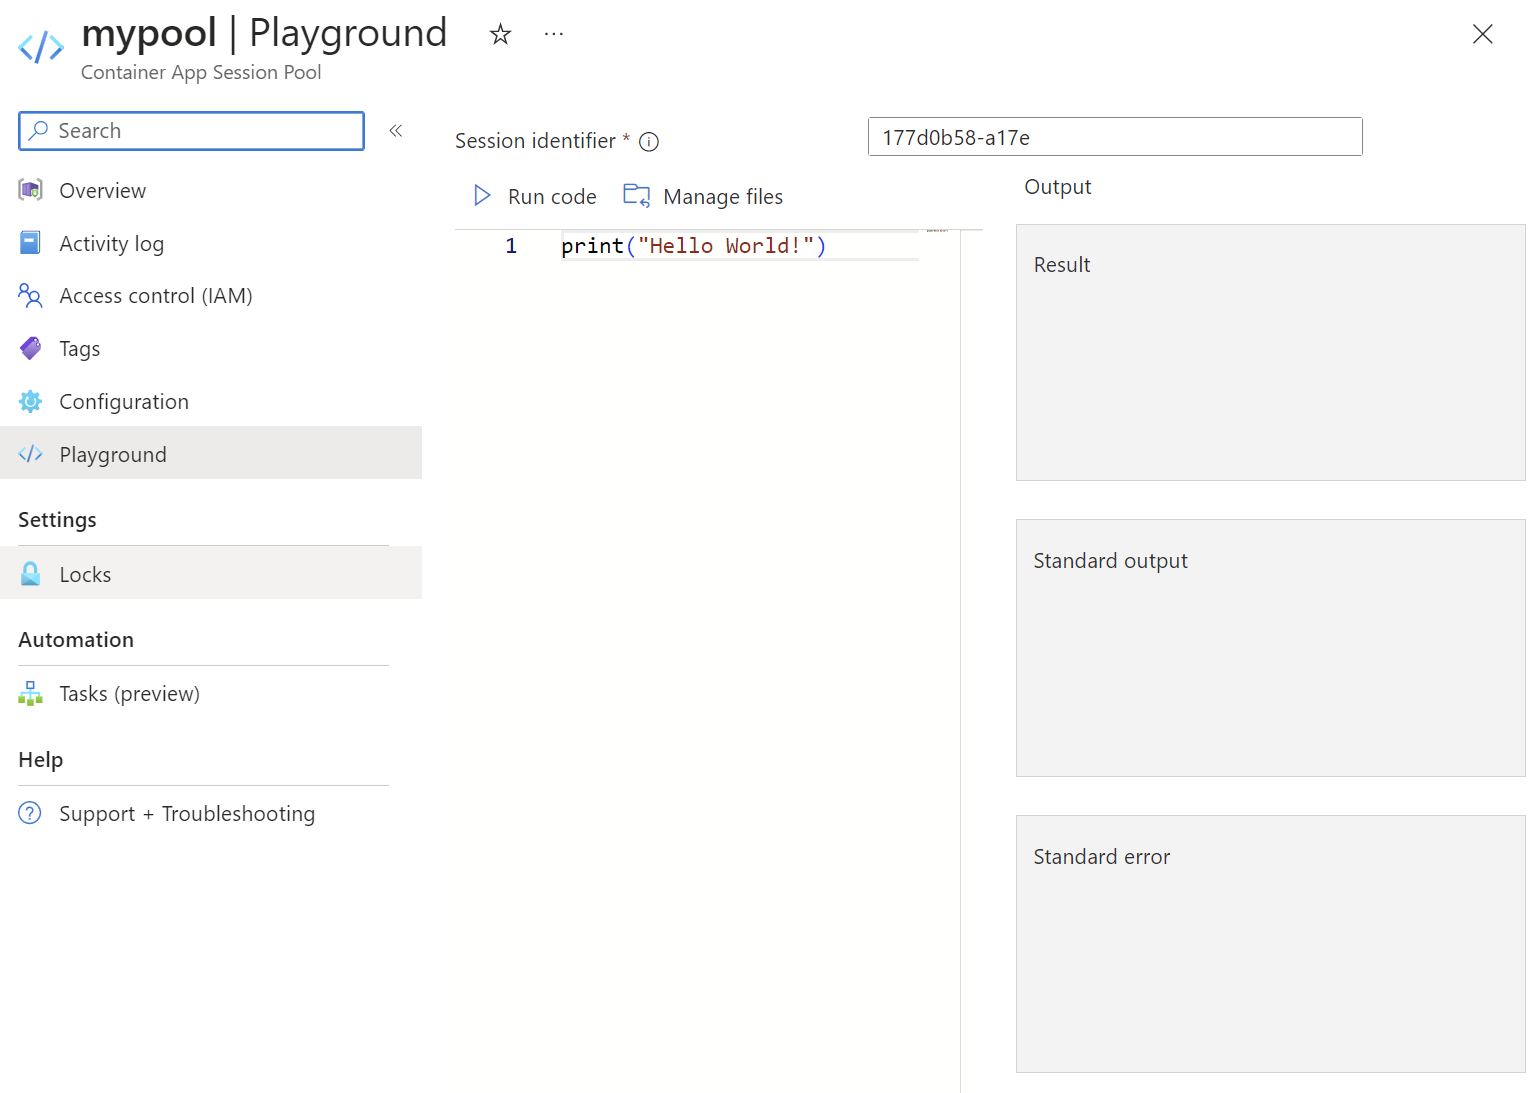 mypool | Playground
Container App Session Pool
Search
Overview
Activity log
Access control (IAM)
Tags
Configuration
Playground
Settings
Locks
Automation
Tasks (preview)
Help
Support + Troubleshooting
Session identifier *
177d0b58-a17e
Run code
Manage files
1 print("Hello World!")
Output
Result
Standard output
Standard error